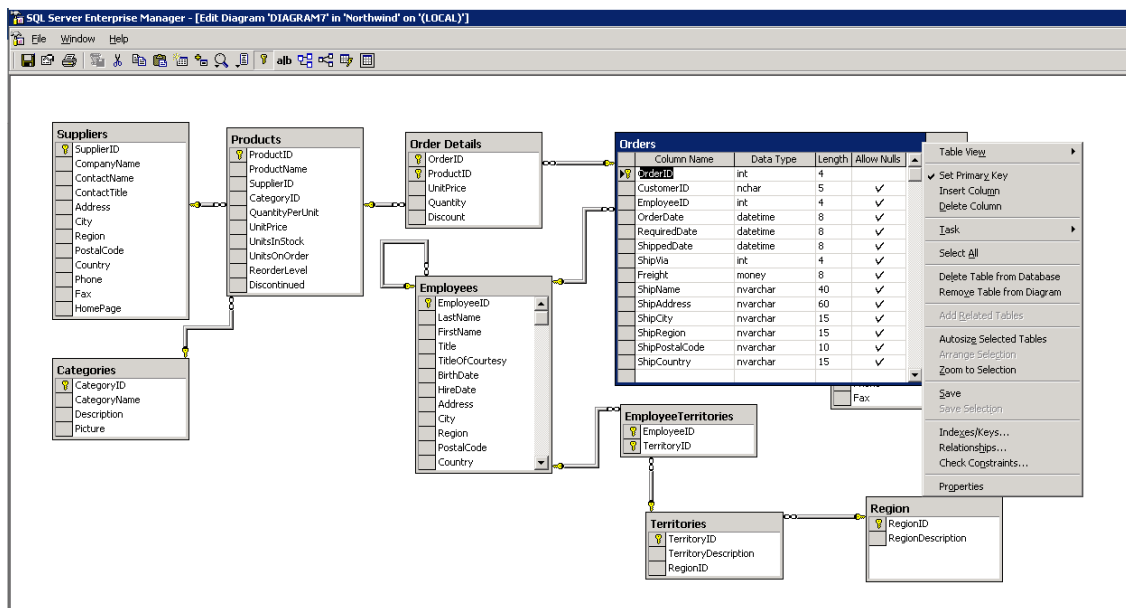 SQL Server Enterprise Manager - [Edit Diagram 'DIAGRAM7' in 'Northwind' on '(LOCAL)']
File Window Help
a|b
Suppliers
SupplierID
CompanyName
ContactName
ContactTitle
Address
City
Region
PostalCode
Country
Phone
Fax
HomePage
Products
ProductID
ProductName
SupplierID
CategoryID
QuantityPerUnit
UnitPrice
UnitsInStock
UnitsOnOrder
ReorderLevel
Discontinued
Order Details
OrderID
ProductID
UnitPrice
Quantity
Discount
Orders
Column Name Data Type Length Allow Nulls
OrderID int 4
CustomerID nchar 5 ✓
EmployeeID int 4 ✓
OrderDate datetime 8 ✓
RequiredDate datetime 8 ✓
ShippedDate datetime 8 ✓
ShipVia int 4 ✓
Freight money 8 ✓
ShipName nvarchar 40 ✓
ShipAddress nvarchar 60 ✓
ShipCity nvarchar 15 ✓
ShipRegion nvarchar 15 ✓
ShipPostalCode nvarchar 10 ✓
ShipCountry nvarchar 15 ✓
Fax
Table View
✓ Set Primary Key
Insert Column
Delete Column
Task
Select All
Delete Table from Database
Remove Table from Diagram
Add Related Tables
Autosize Selected Tables
Arrange Selection
Zoom to Selection
Save
Save Selection
Indexes/Keys...
Relationships...
Check Constraints...
Properties
Categories
CategoryID
CategoryName
Description
Picture
Employees
EmployeeID
LastName
FirstName
Title
TitleOfCourtesy
BirthDate
HireDate
Address
City
Region
PostalCode
Country
EmployeeTerritories
EmployeeID
TerritoryID
Territories
TerritoryID
TerritoryDescription
RegionID
Region
RegionID
RegionDescription